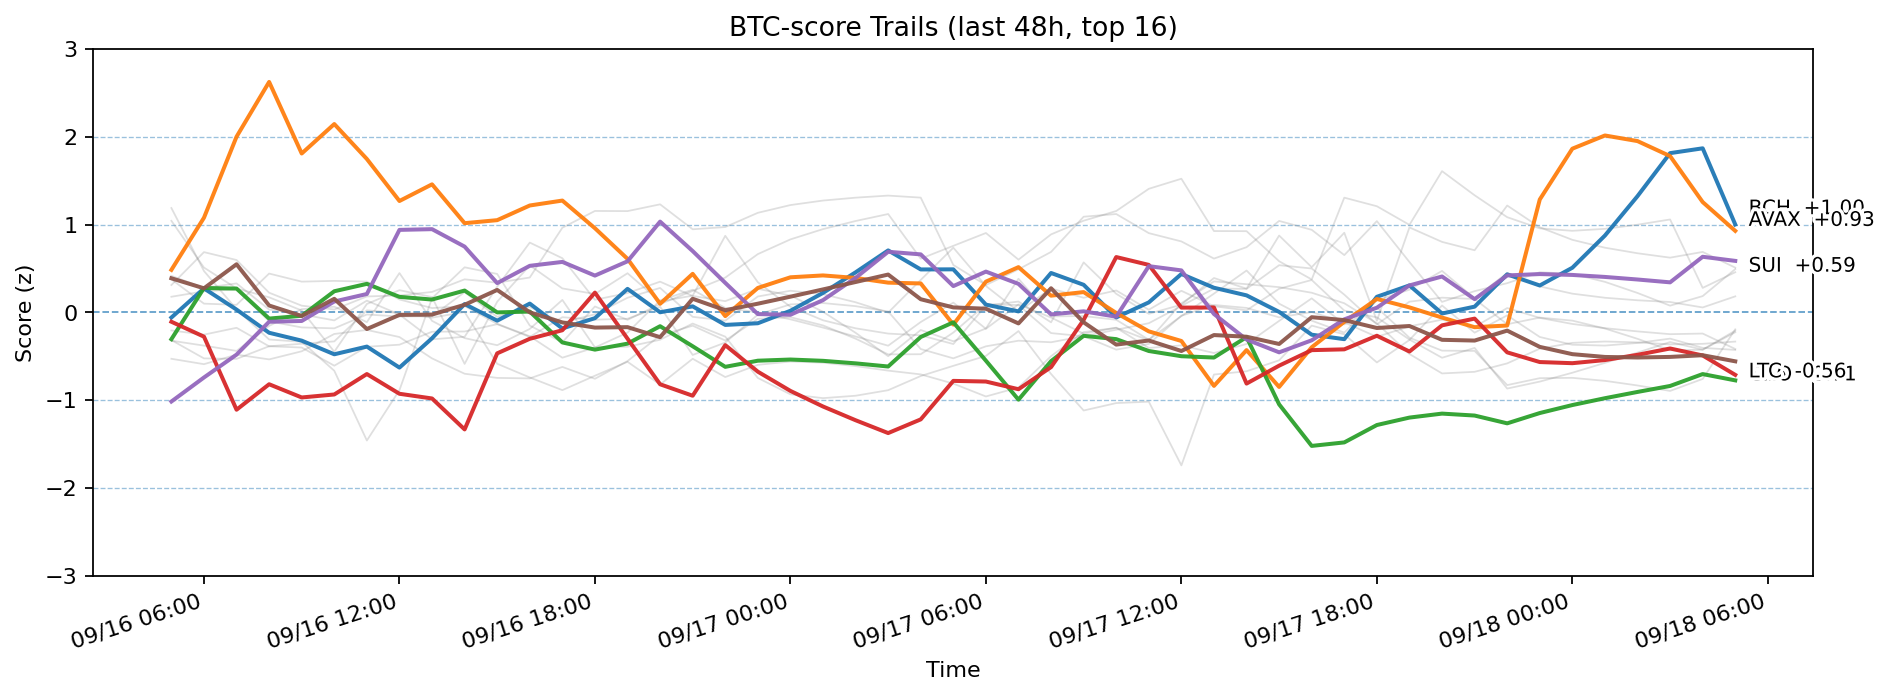 BTC-score Trails (last 48h, top 16)
Score (z)
3
2
1
0
−1
−2
−3
BCH +1.00
AVAX +0.93
SUI +0.59
LTC -0.56
09/16 06:00
09/16 12:00
09/16 18:00
09/17 00:00
09/17 06:00
09/17 12:00
09/17 18:00
09/18 00:00
09/18 06:00
Time